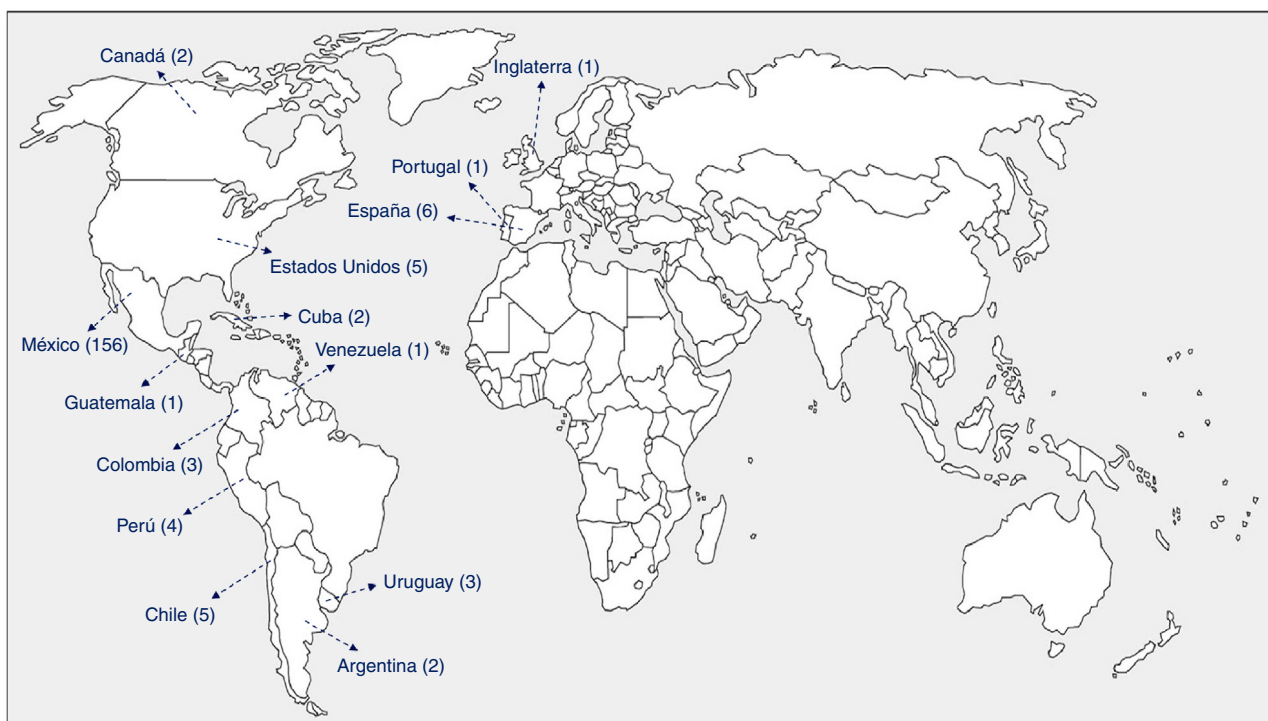 Canadá (2)
Inglaterra (1)
Portugal (1)
España (6)
Estados Unidos (5)
Cuba (2)
México (156)
Venezuela (1)
Guatemala (1)
Colombia (3)
Perú (4)
Uruguay (3)
Chile (5)
Argentina (2)